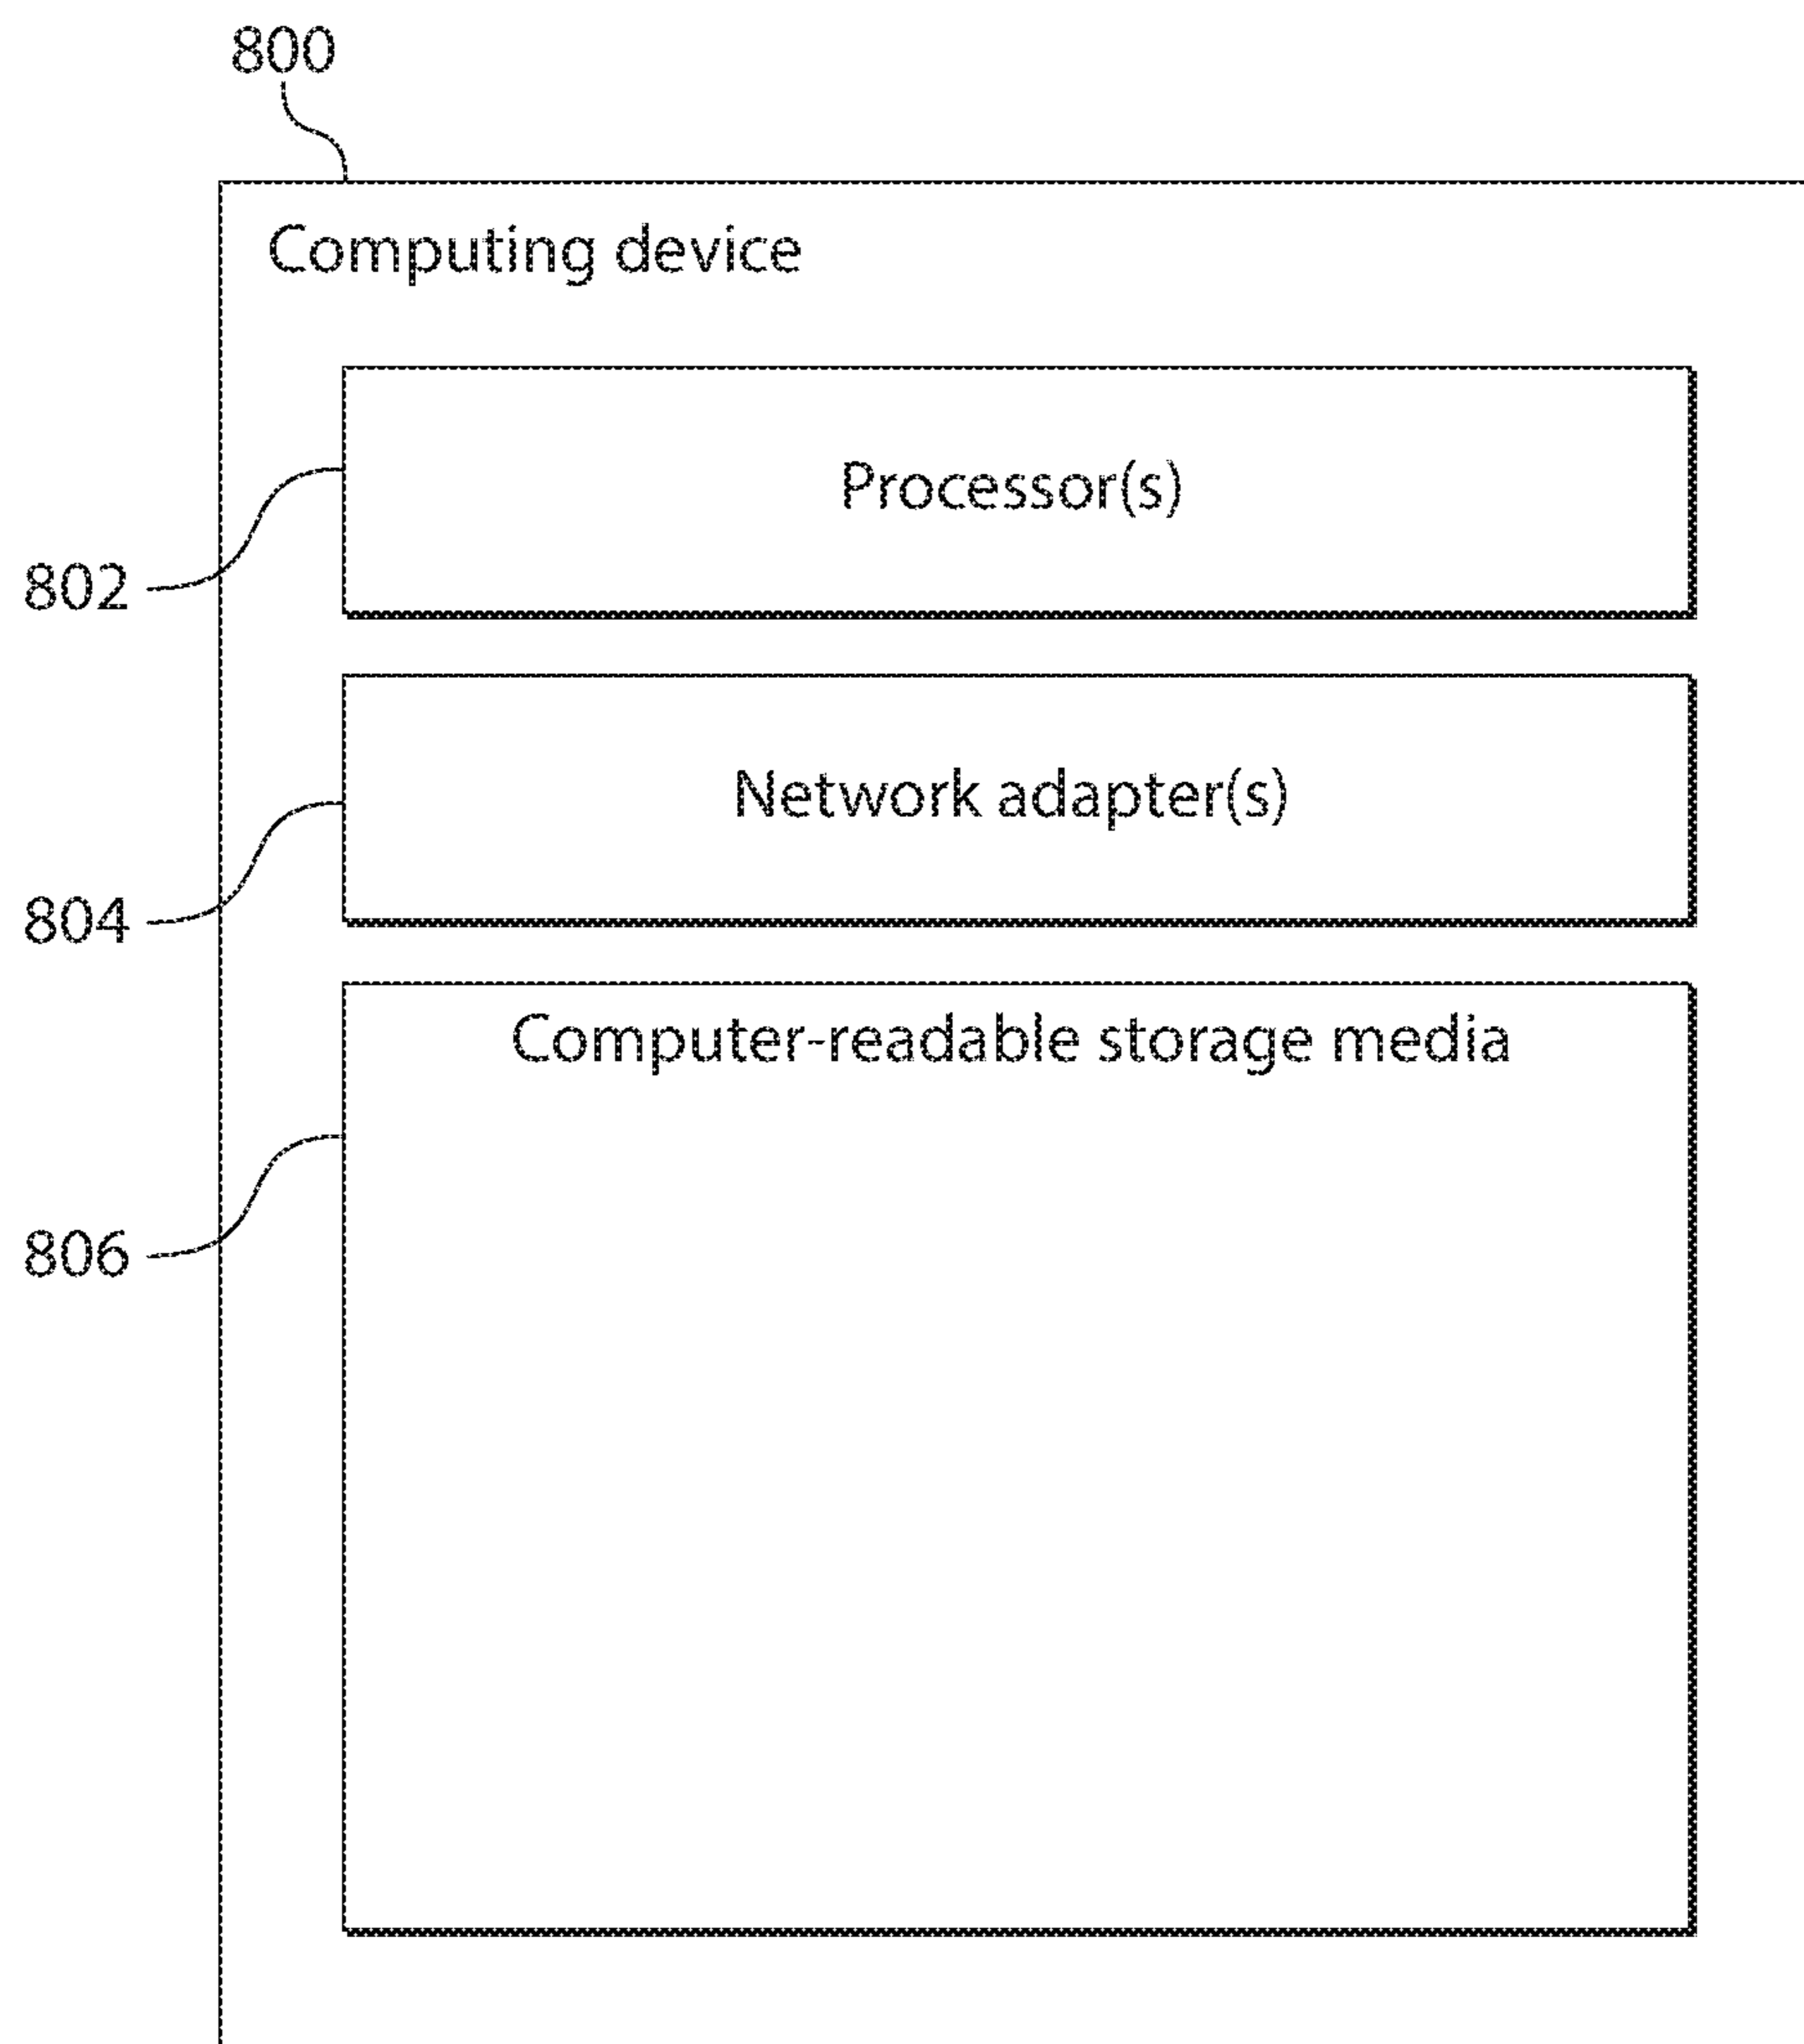 800
Computing device
Processor(s)
802
Network adapter(s)
804
Computer-readable storage media
806